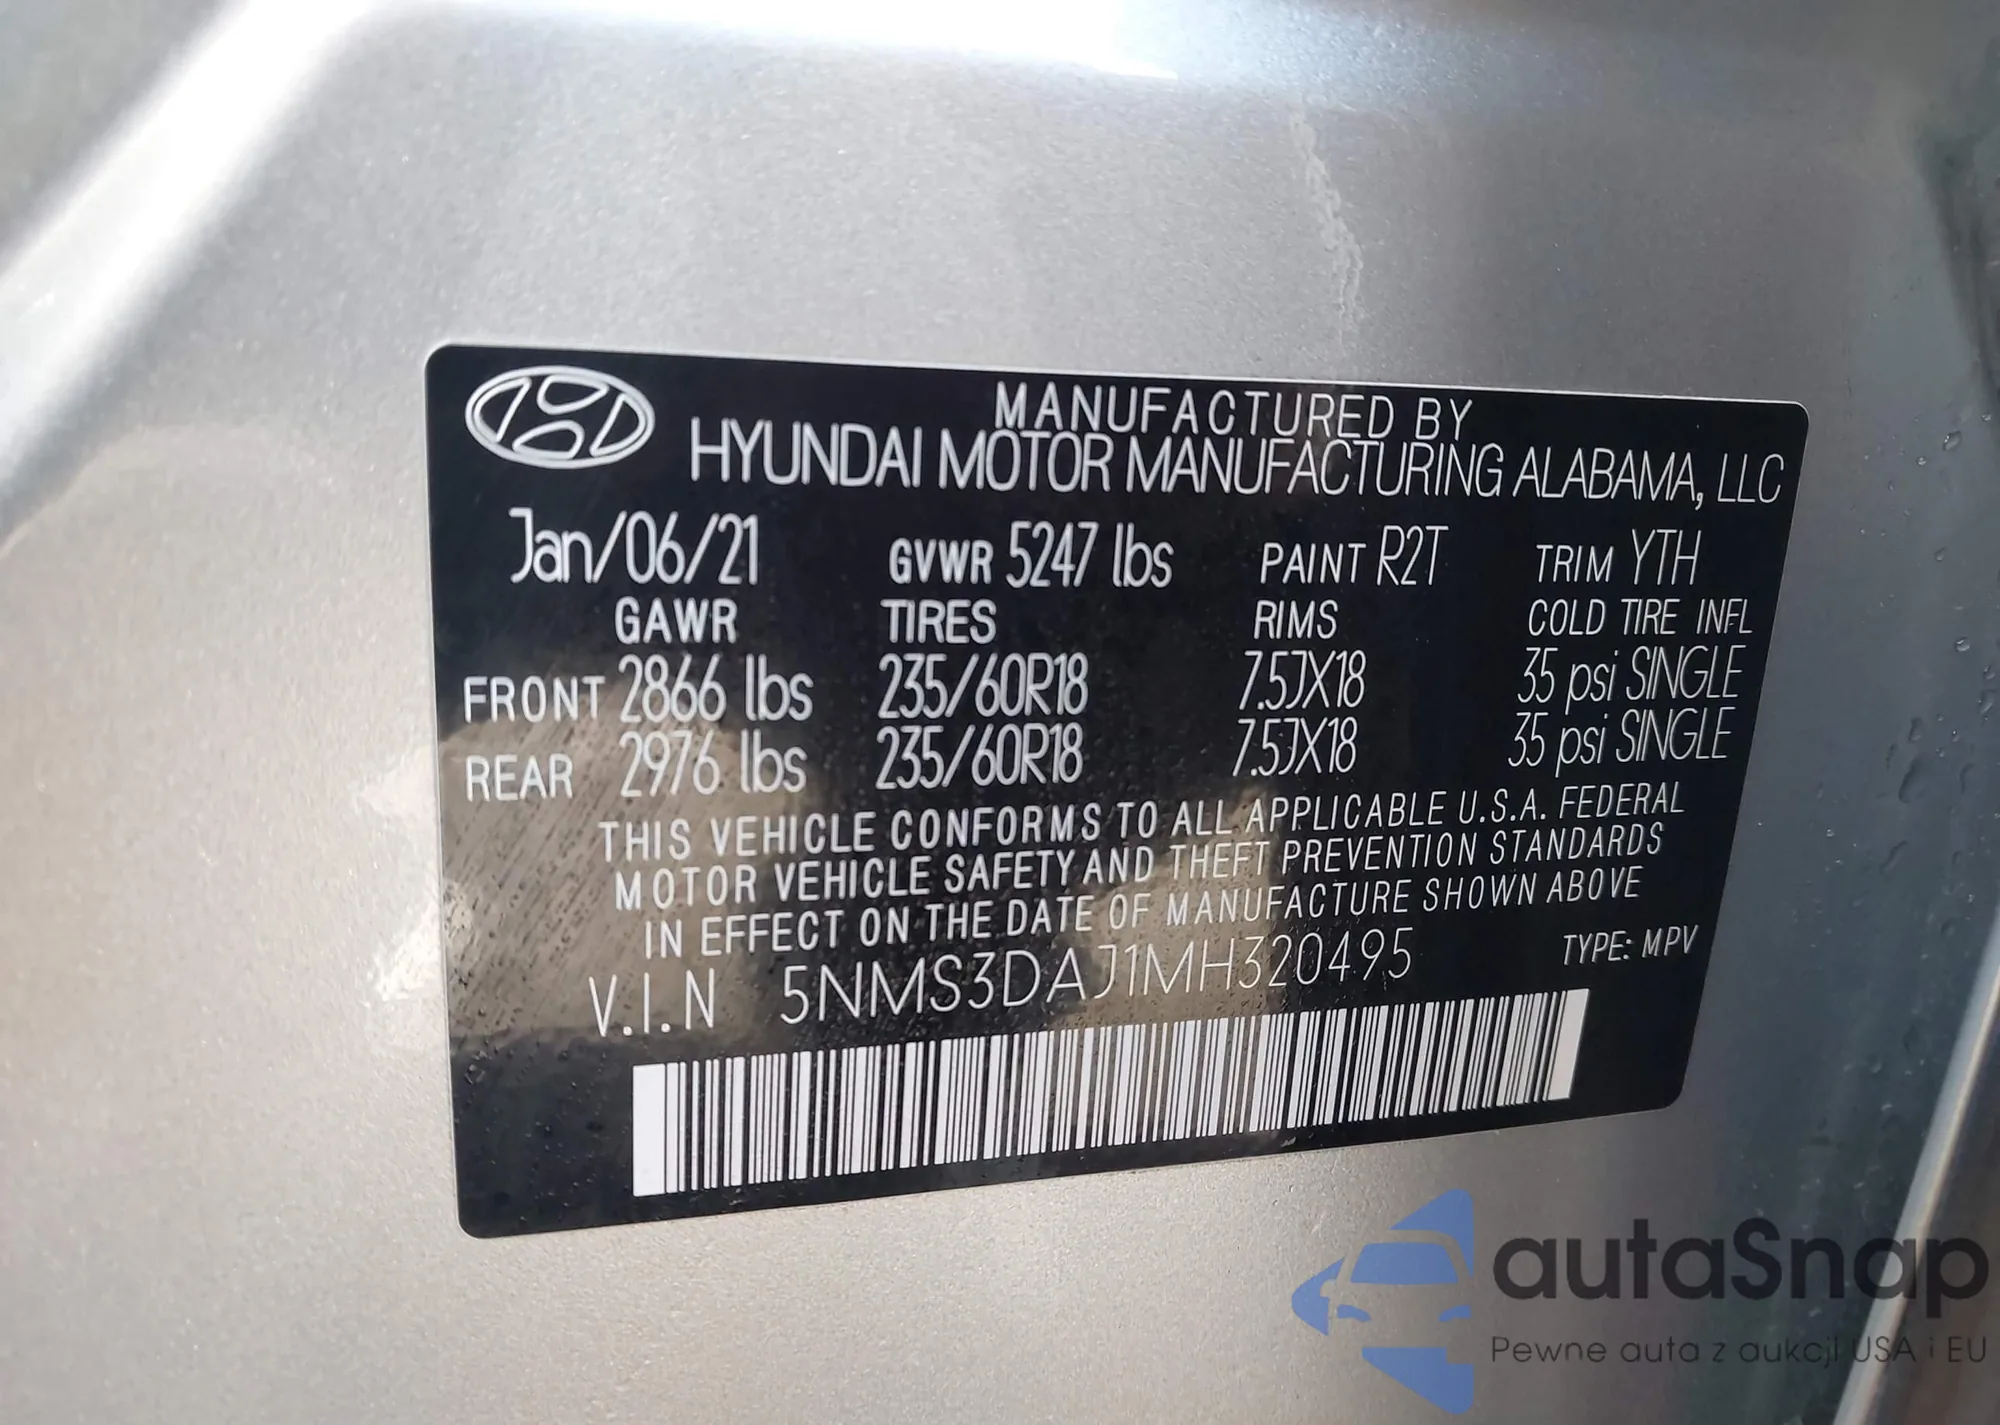 MANUFACTURED BY
HYUNDAI MOTOR MANUFACTURING ALABAMA, LLC
Jan/06/21 GVWR 5247 lbs PAINT R2T TRIM YTH
GAWR TIRES RIMS COLD TIRE INFL
FRONT 2866 lbs 235/60R18 7.5JX18 35 psi SINGLE
REAR 2976 lbs 235/60R18 7.5JX18 35 psi SINGLE
THIS VEHICLE CONFORMS TO ALL APPLICABLE U.S.A. FEDERAL
MOTOR VEHICLE SAFETY AND THEFT PREVENTION STANDARDS
IN EFFECT ON THE DATE OF MANUFACTURE SHOWN ABOVE
V.I.N 5NMS3DAJ1MH320495 TYPE: MPV
autaSnap
Pewne auta z aukcji USA i EU